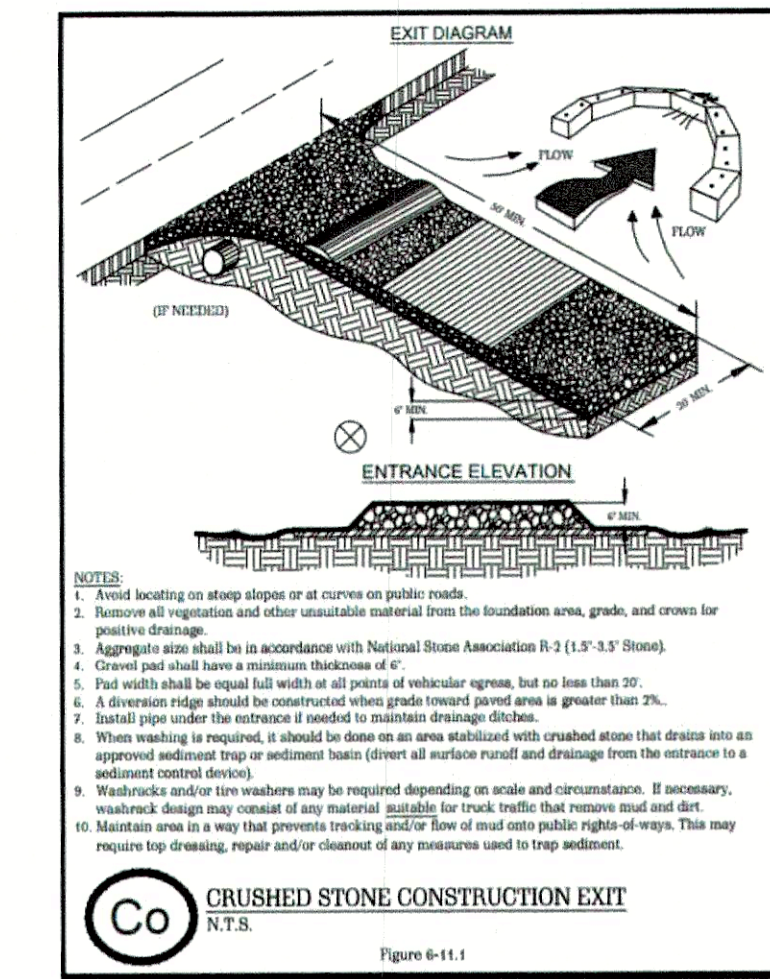 EXIT DIAGRAM
FLOW
50' MIN.
FLOW
(IF NEEDED)
6" MIN.
20' MIN.
ENTRANCE ELEVATION
6" MIN.
NOTES:
1. Avoid locating on steep slopes or at curves on public roads.
2. Remove all vegetation and other unsuitable material from the foundation area, grade, and crown for
positive drainage.
3. Aggregate size shall be in accordance with National Stone Association R-2 (1.5"-3.5" Stone).
4. Gravel pad shall have a minimum thickness of 6".
5. Pad width shall be equal full width at all points of vehicular egress, but no less than 20'.
6. A diversion ridge should be constructed when grade toward paved area is greater than 2%.
7. Install pipe under the entrance if needed to maintain drainage ditches.
8. When washing is required, it should be done on an area stabilized with crushed stone that drains into an
approved sediment trap or sediment basin (divert all surface runoff and drainage from the entrance to a
sediment control device).
9. Washracks and/or tire washers may be required depending on scale and circumstance. If necessary,
washrack design may consist of any material suitable for truck traffic that remove mud and dirt.
10. Maintain area in a way that prevents tracking and/or flow of mud onto public rights-of-ways. This may
require top dressing, repair and/or cleanout of any measures used to trap sediment.
Co
CRUSHED STONE CONSTRUCTION EXIT
N.T.S.
Figure 6-11.1